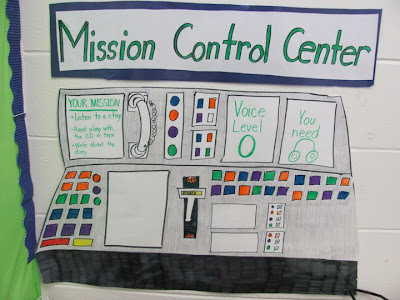 Mission Control Center
YOUR MISSION
• Listen to a story
• Read along with
the CD or tape
• Write about the
story.
Voice
Level
0
You
need